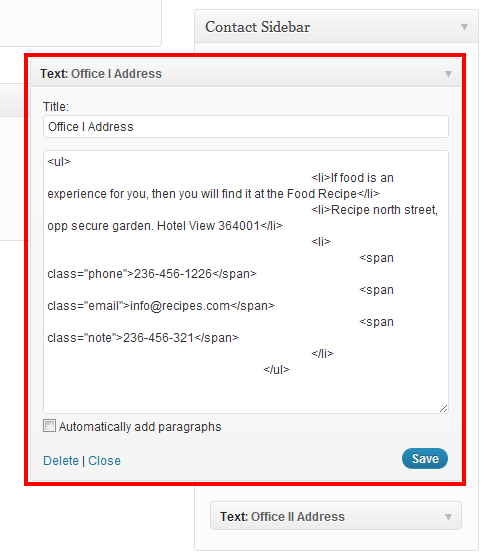 Contact Sidebar
Text: Office I Address
Title:
Office I Address
<ul>
<li>If food is an
experience for you, then you will find it at the Food Recipe</li>
<li>Recipe north street,
opp secure garden. Hotel View 364001</li>
<li>
<span
class="phone">236-456-1226</span>
<span
class="email">info@recipes.com</span>
<span
class="note">236-456-321</span>
</li>
</ul>
Automatically add paragraphs
Delete | Close
Save
Text: Office II Address